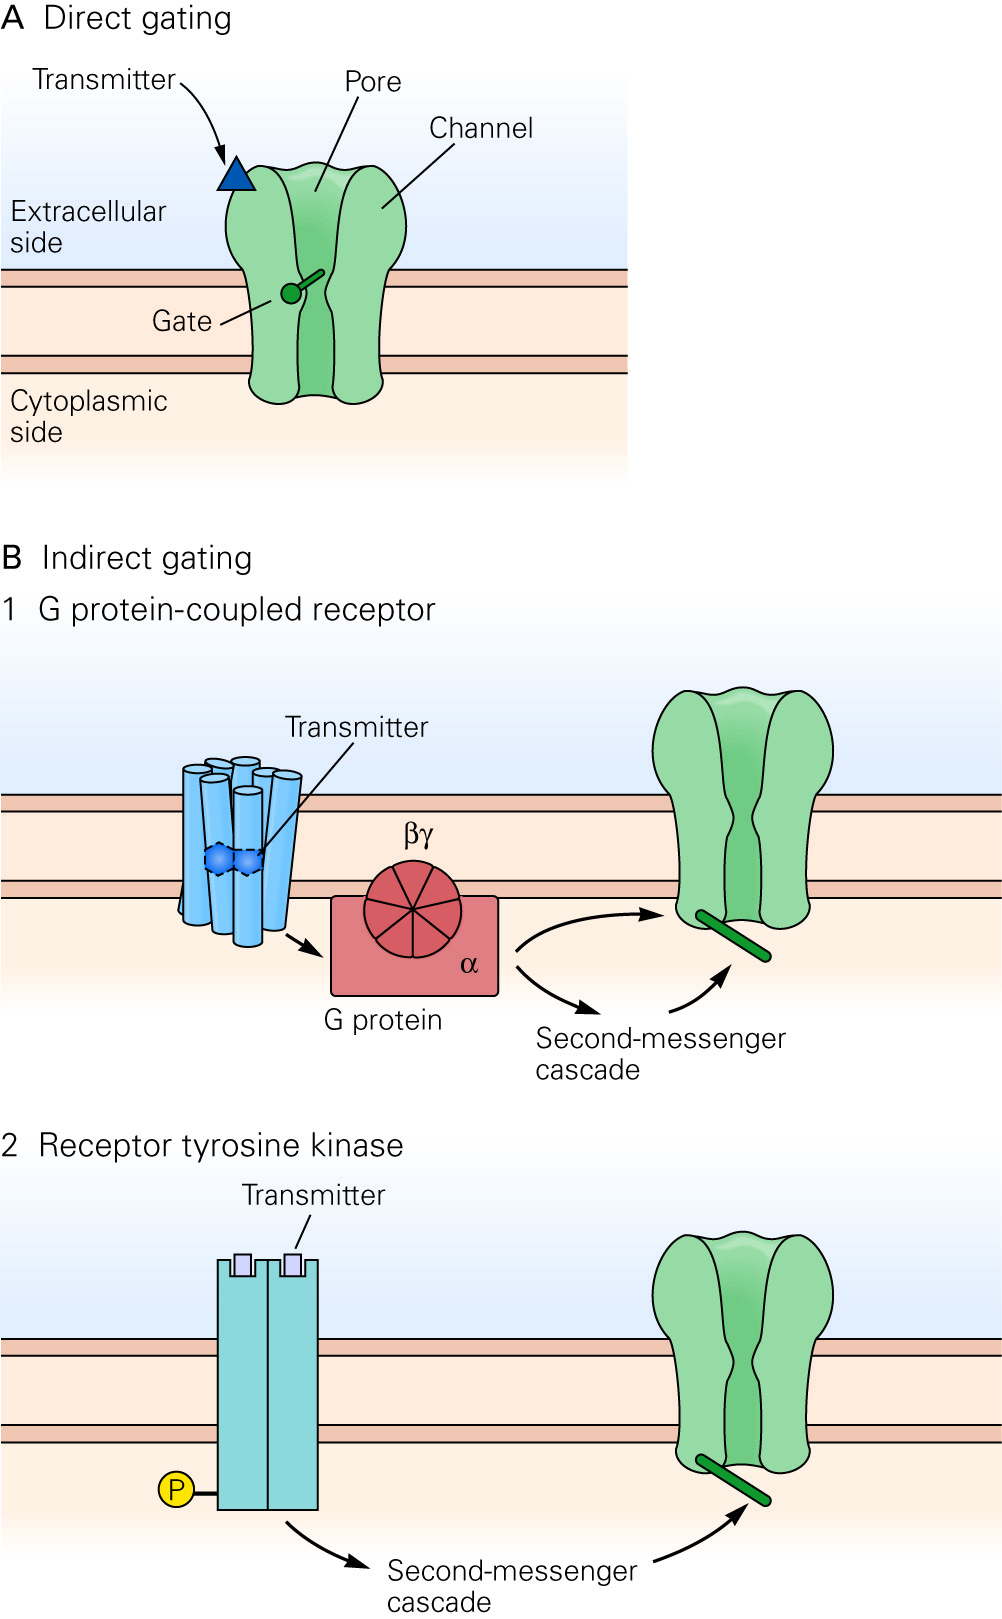 A Direct gating
Transmitter
Pore
Channel
Extracellular
side
Gate
Cytoplasmic
side
B Indirect gating
1 G protein-coupled receptor
Transmitter
βγ
α
G protein
Second-messenger
cascade
2 Receptor tyrosine kinase
Transmitter
P
Second-messenger
cascade